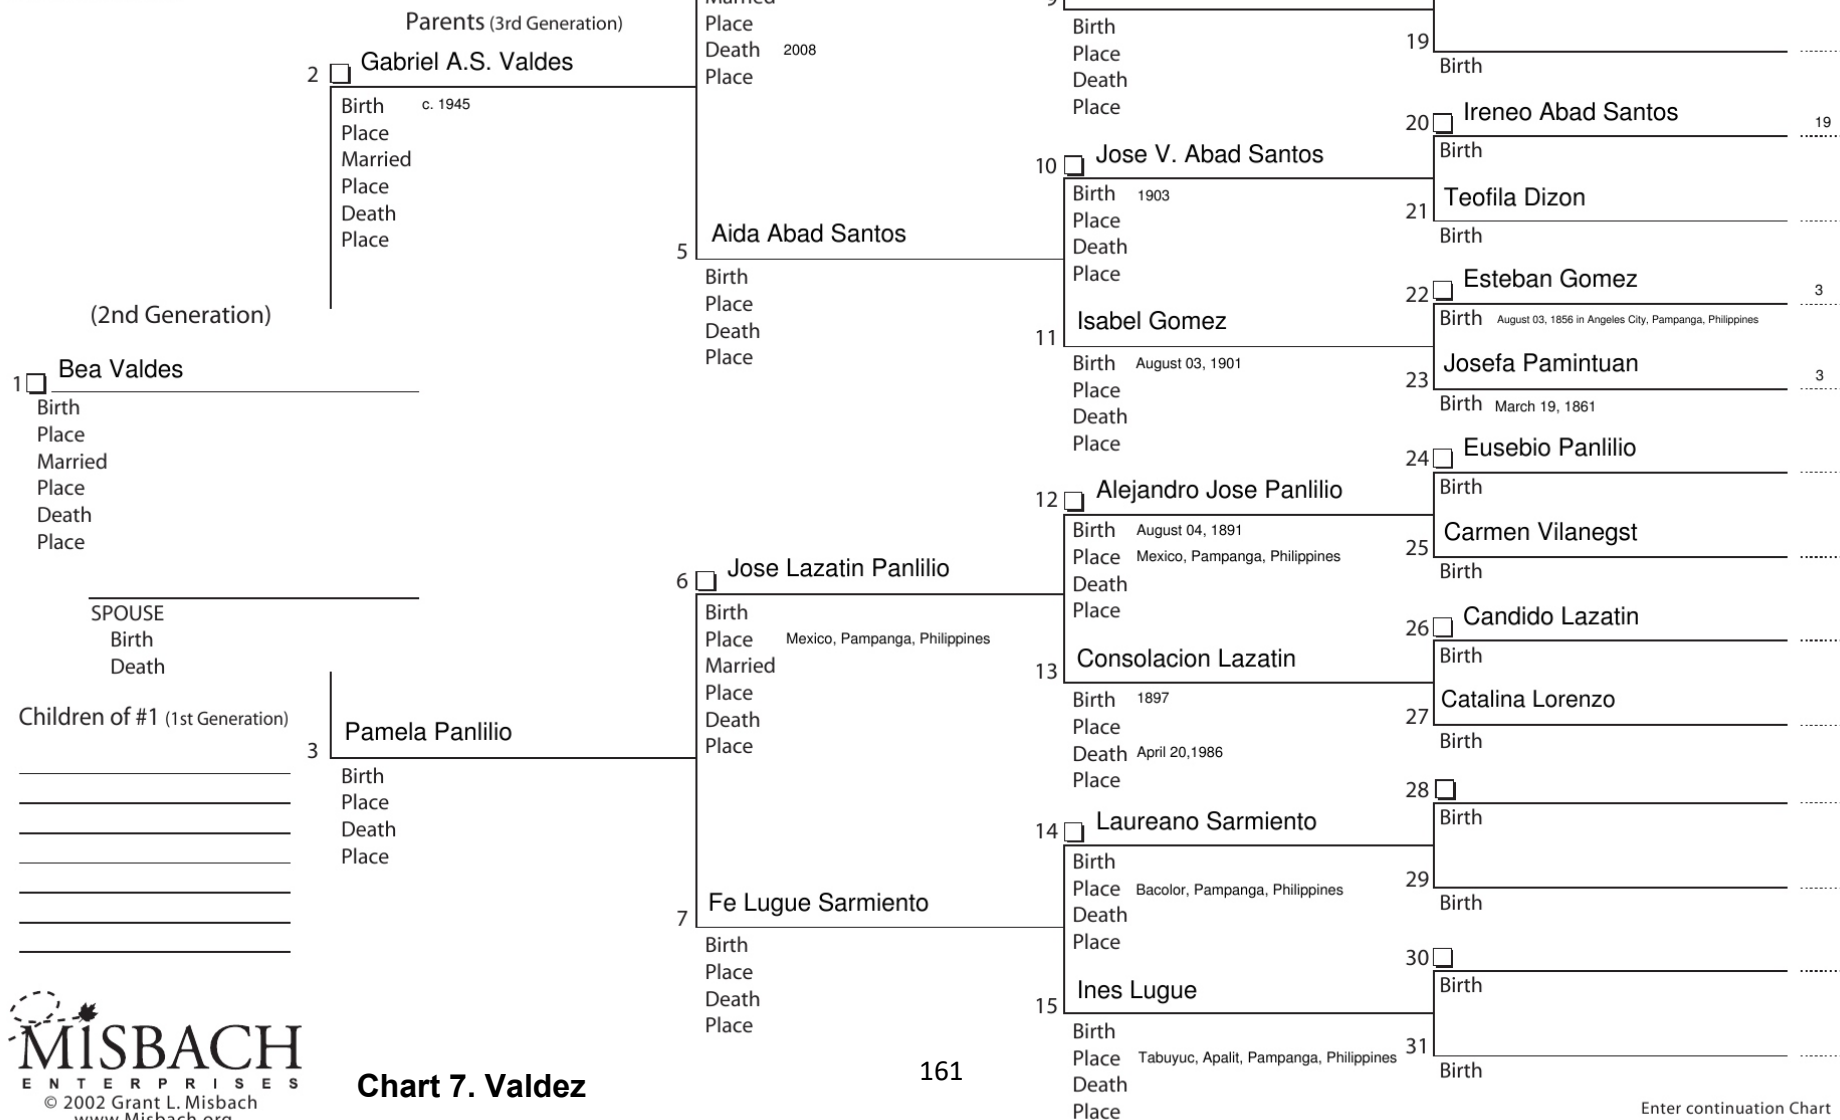 Parents (3rd Generation)
2 Gabriel A.S. Valdes
Birth c. 1945
Place
Married
Place
Death
Place
(2nd Generation)
1 Bea Valdes
Birth
Place
Married
Place
Death
Place
SPOUSE
Birth
Death
Children of #1 (1st Generation)
3 Pamela Panlilio
Birth
Place
Death
Place
Married
Place
Death 2008
Place
5 Aida Abad Santos
Birth
Place
Death
Place
6 Jose Lazatin Panlilio
Birth
Place Mexico, Pampanga, Philippines
Married
Place
Death
Place
7 Fe Lugue Sarmiento
Birth
Place
Death
Place
9
Birth
Place
Death
Place
10 Jose V. Abad Santos
Birth 1903
Place
Death
Place
11 Isabel Gomez
Birth August 03, 1901
Place
Death
Place
12 Alejandro Jose Panlilio
Birth August 04, 1891
Place Mexico, Pampanga, Philippines
Death
Place
13 Consolacion Lazatin
Birth 1897
Place
Death April 20,1986
Place
14 Laureano Sarmiento
Birth
Place Bacolor, Pampanga, Philippines
Death
Place
15 Ines Lugue
Birth
Place Tabuyuc, Apalit, Pampanga, Philippines
Death
Place
19
Birth
20 Ireneo Abad Santos 19
Birth
21 Teofila Dizon
Birth
22 Esteban Gomez 3
Birth August 03, 1856 in Angeles City, Pampanga, Philippines
23 Josefa Pamintuan 3
Birth March 19, 1861
24 Eusebio Panlilio
Birth
25 Carmen Vilanegst
Birth
26 Candido Lazatin
Birth
27 Catalina Lorenzo
Birth
28
Birth
29
Birth
30
Birth
31
Birth
MISBACH
ENTERPRISES
© 2002 Grant L. Misbach
www.Misbach.org
Chart 7. Valdez
161
Enter continuation Chart